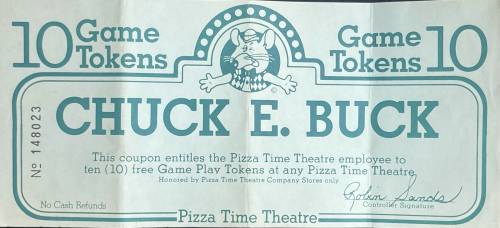 10 Game Tokens
Game Tokens 10
CHUCK E. BUCK
This coupon entitles the Pizza Time Theatre employee to
ten (10) free Game Play Tokens at any Pizza Time Theatre.
Honored by Pizza Time Theatre Company Stores only.
Nº 148023
Robin Sands
No Cash Refunds
Controller Signature
Pizza Time Theatre
©